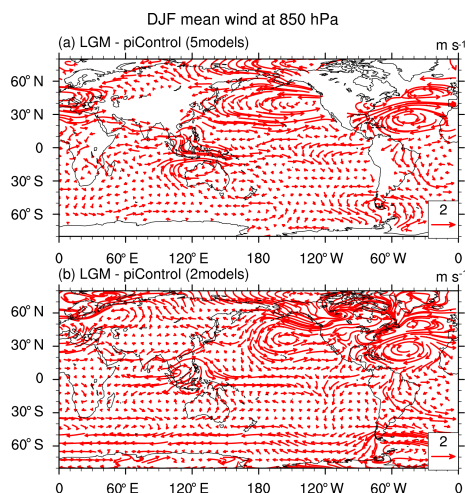 DJF mean wind at 850 hPa
(a) LGM - piControl (5models) m s⁻¹
60° N
30° N
0
30° S
60° S
2
0 60° E 120° E 180 120° W 60° W 0
(b) LGM - piControl (2models) m s⁻¹
60° N
30° N
0
30° S
60° S
2
0 60° E 120° E 180 120° W 60° W 0